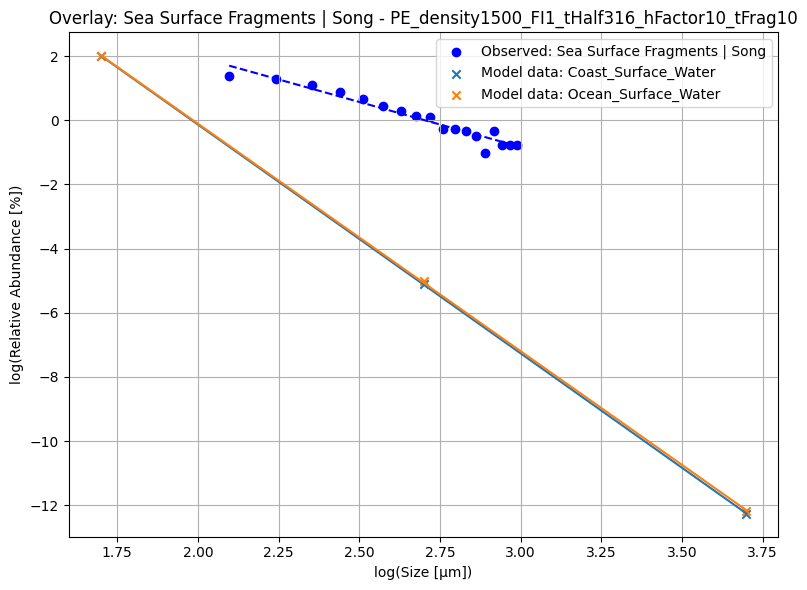 Overlay: Sea Surface Fragments | Song - PE_density1500_FI1_tHalf316_hFactor10_tFrag10
Observed: Sea Surface Fragments | Song
Model data: Coast_Surface_Water
Model data: Ocean_Surface_Water
log(Relative Abundance [%])
2
0
−2
−4
−6
−8
−10
−12
1.75 2.00 2.25 2.50 2.75 3.00 3.25 3.50 3.75
log(Size [μm])